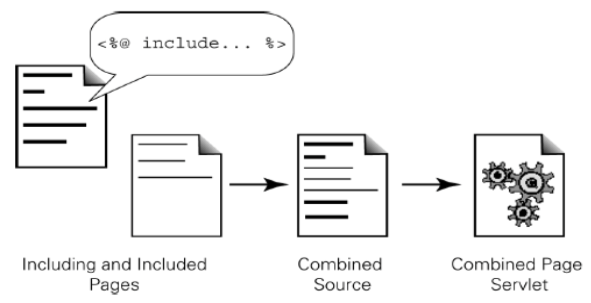 <%@ include... %>
Including and Included
Pages
Combined
Source
Combined Page
Servlet